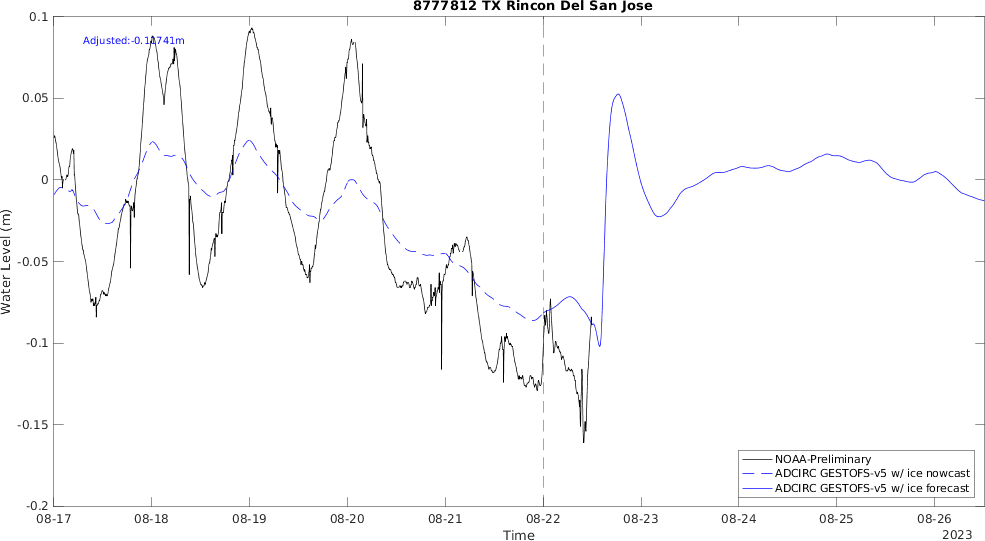 8777812 TX Rincon Del San Jose
Adjusted:-0.11741m
Water Level (m)
0.1
0.05
0
-0.05
-0.1
-0.15
-0.2
08-17 08-18 08-19 08-20 08-21 08-22 08-23 08-24 08-25 08-26
Time
2023
NOAA-Preliminary
ADCIRC GESTOFS-v5 w/ ice nowcast
ADCIRC GESTOFS-v5 w/ ice forecast